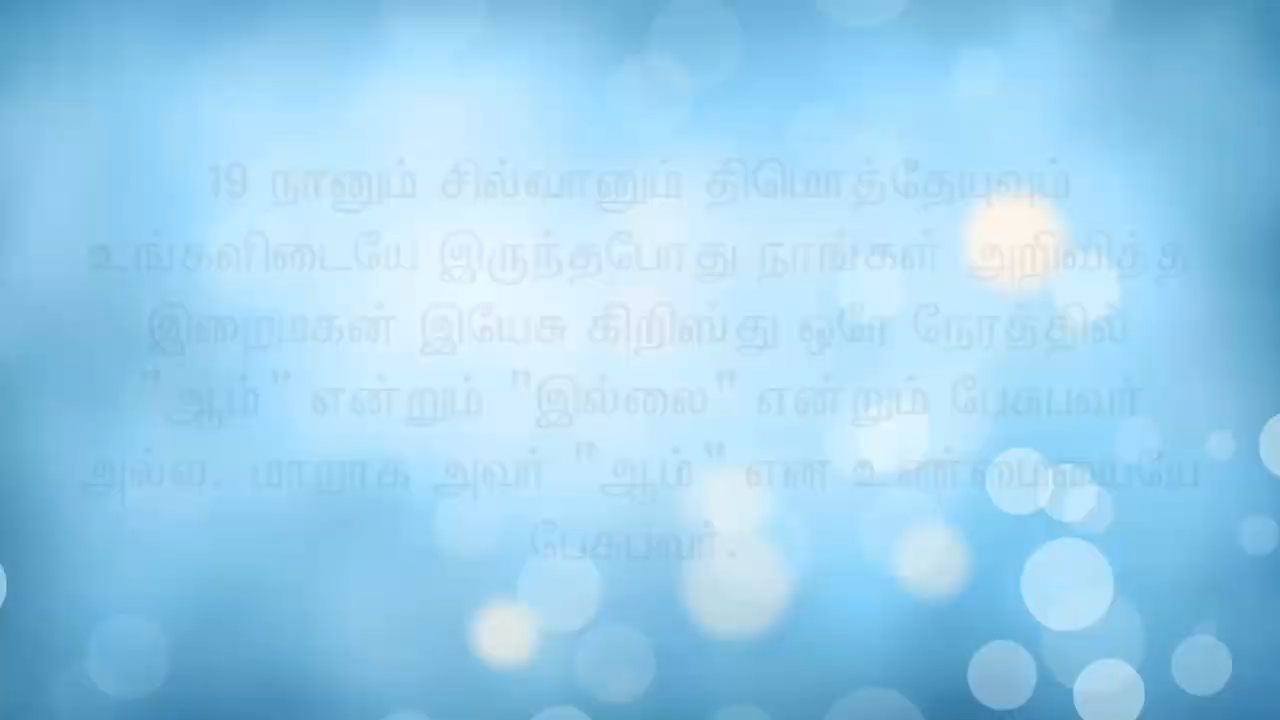 19 நானும் சில்வானும் திமொத்தேயவும்
உங்களிடையே இருந்தபோது நாங்கள் அறிவித்த
இறைமகன் இயேசு கிறிஸ்து ஒரே நேரத்தில்
"ஆம்" என்றும் "இல்லை" என்றும் பேசுபவர்
அல்ல. மாறாக அவர் "ஆம்" என உண்மையையே
பேசுபவர்.